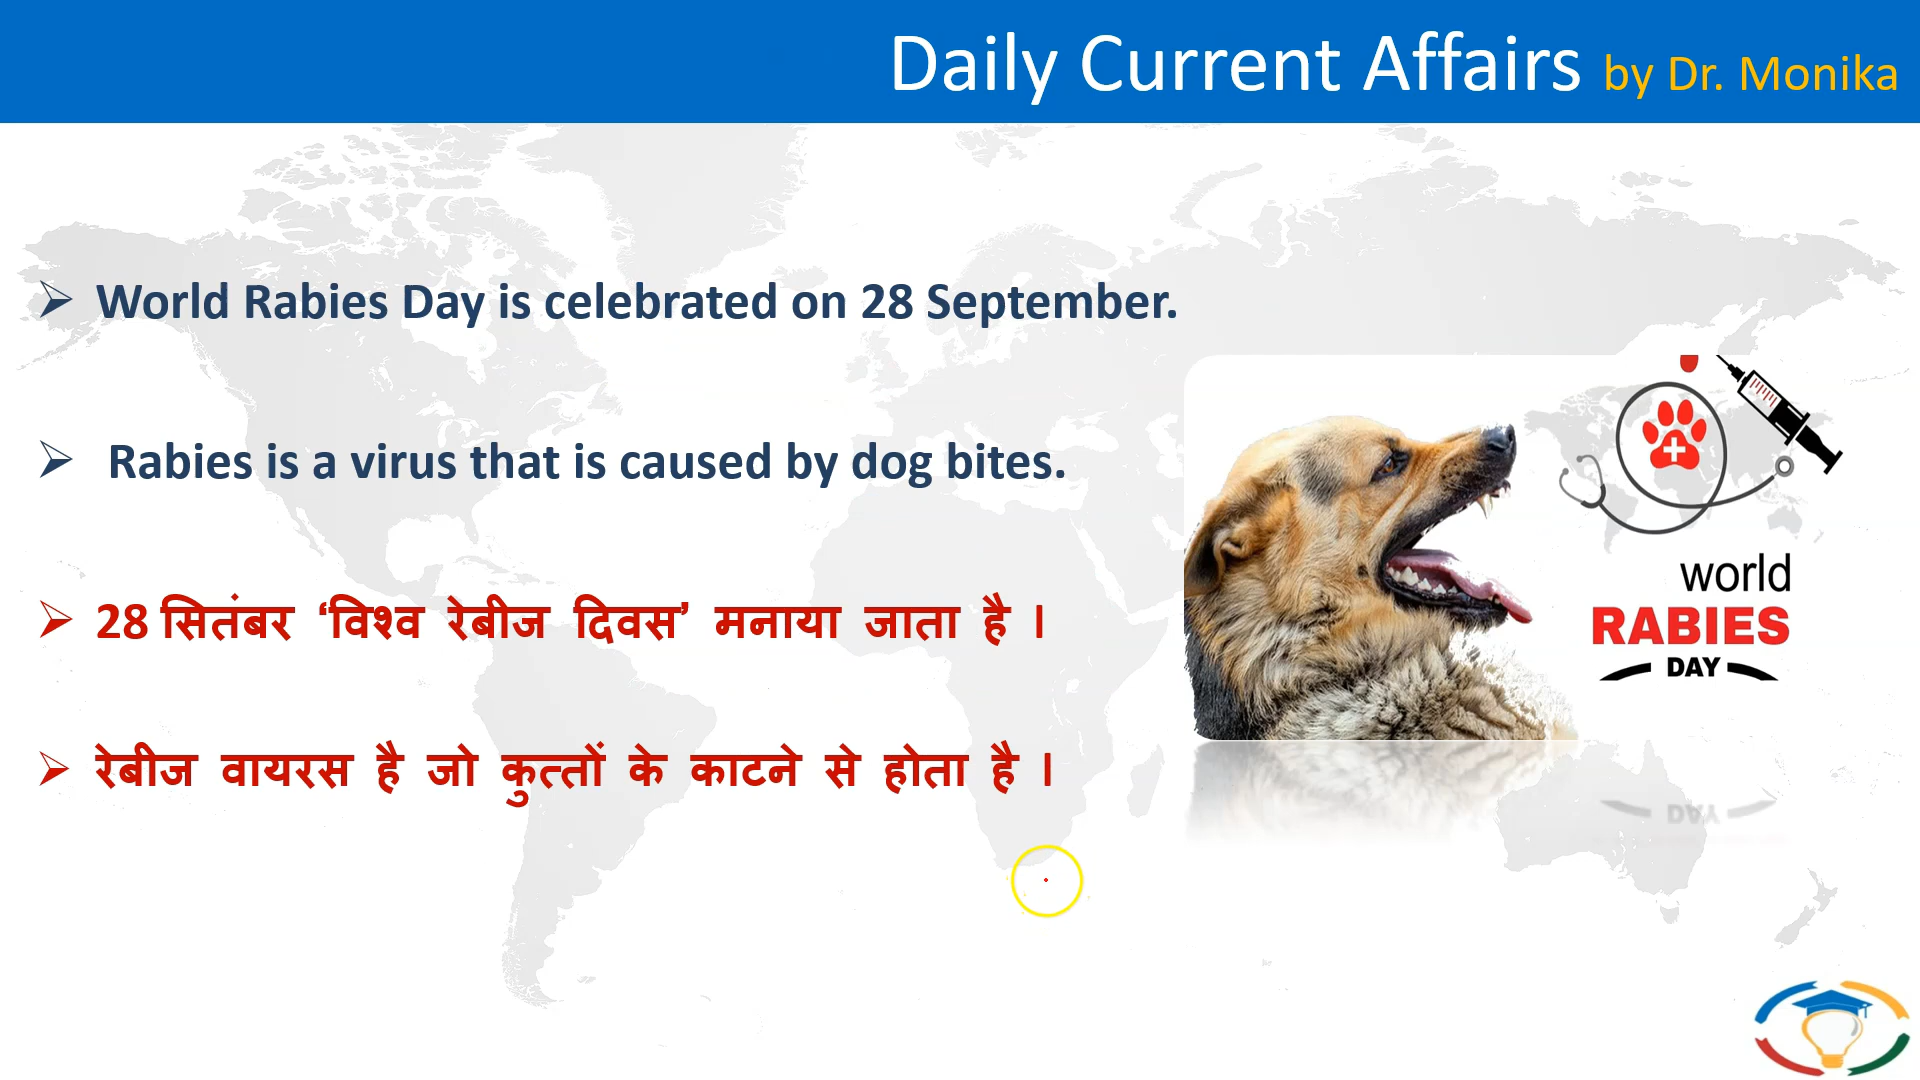 Daily Current Affairs by Dr. Monika
World Rabies Day is celebrated on 28 September.
Rabies is a virus that is caused by dog bites.
28 सितंबर ‘विश्व रेबीज दिवस’ मनाया जाता है ।
रेबीज वायरस है जो कुत्तों के काटने से होता है ।
world
RABIES
DAY